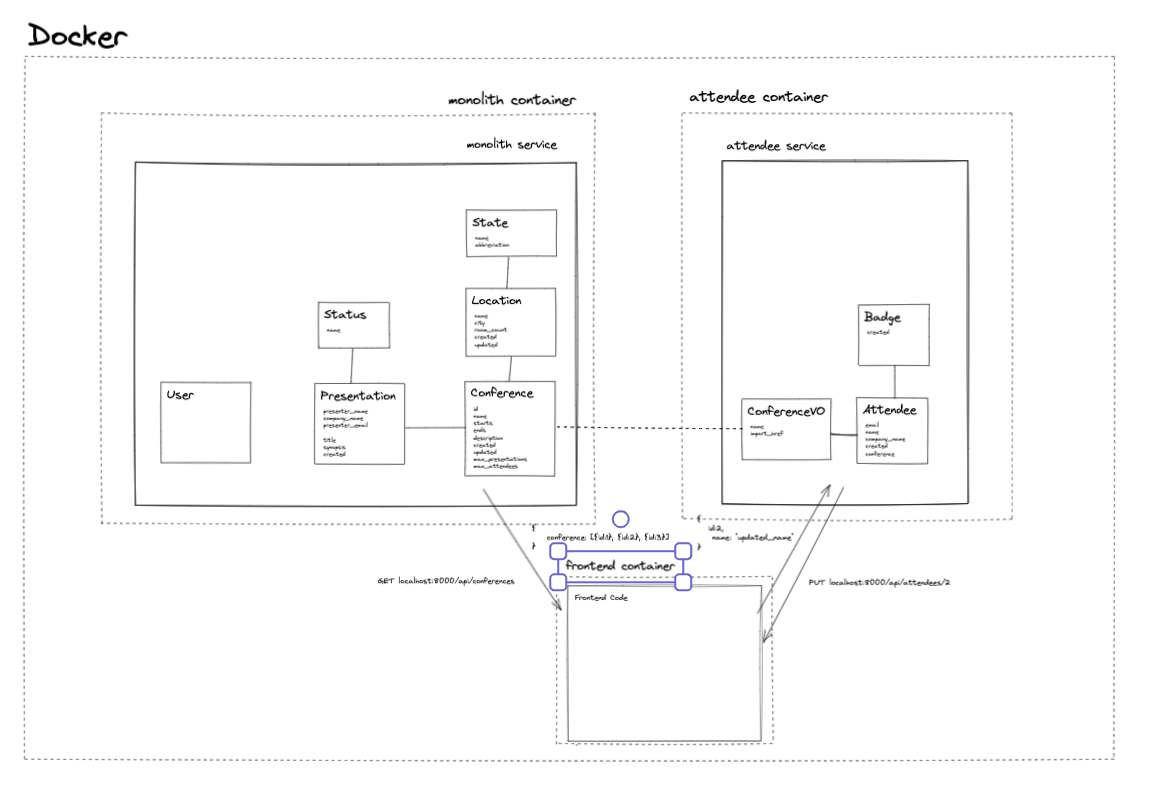 Docker
monolith container
attendee container
monolith service
attendee service
State
name
abbreviation
Location
name
city
room_count
created
updated
Status
name
Badge
created
User
Presentation
presenter_name
company_name
presenter_email
title
synopsis
created
Conference
id
name
starts
ends
description
created
updated
max_presentations
max_attendees
ConferenceVO
name
import_href
Attendee
email
name
company_name
created
conference
{
conference: [{id:1}, {id:2}, {id:3}]
}
{
id:2,
name: "updated_name"
}
frontend container
GET localhost:8000/api/conferences
PUT localhost:8000/api/attendees/2
Frontend Code